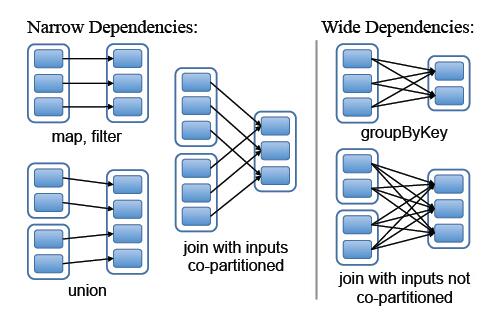 Narrow Dependencies:
map, filter
union
join with inputs
co-partitioned
Wide Dependencies:
groupByKey
join with inputs not
co-partitioned